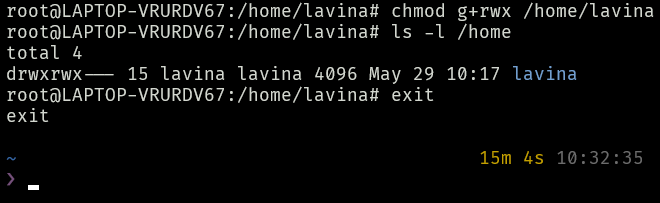 root@LAPTOP-VRURDV67:/home/lavina# chmod g+rwx /home/lavina
root@LAPTOP-VRURDV67:/home/lavina# ls -l /home
total 4
drwxrwx--- 15 lavina lavina 4096 May 29 10:17 lavina
root@LAPTOP-VRURDV67:/home/lavina# exit
exit
~ 15m 4s 10:32:35
❯